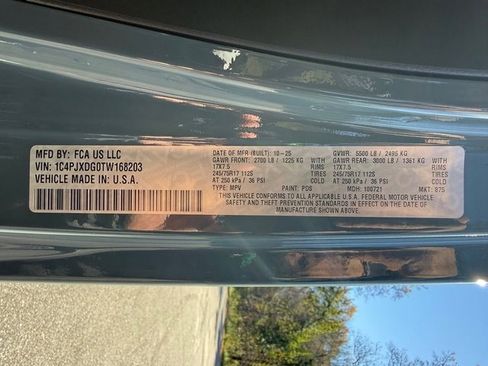 MFD BY: FCA US LLC
VIN: 1C4PJXDG0TW168203
VEHICLE MADE IN: U.S.A.
DATE OF MFR (BUILT): 10-25
GVWR: 5500 LB / 2495 KG
GAWR FRONT: 2700 LB / 1225 KG WITH
GAWR REAR: 3000 LB / 1361 KG WITH
17X7.5 RIMS
17X7.5 RIMS
245/75R17 112S TIRES
245/75R17 112S TIRES
AT 250 kPa / 36 PSI COLD
AT 250 kPa / 36 PSI COLD
TYPE: MPV PAINT: PDS MDH: 100721 MKT: 875
THIS VEHICLE CONFORMS TO ALL APPLICABLE U.S.A. FEDERAL MOTOR VEHICLE
SAFETY AND THEFT PREVENTION STANDARDS IN EFFECT ON THE DATE OF
MANUFACTURE SHOWN ABOVE.